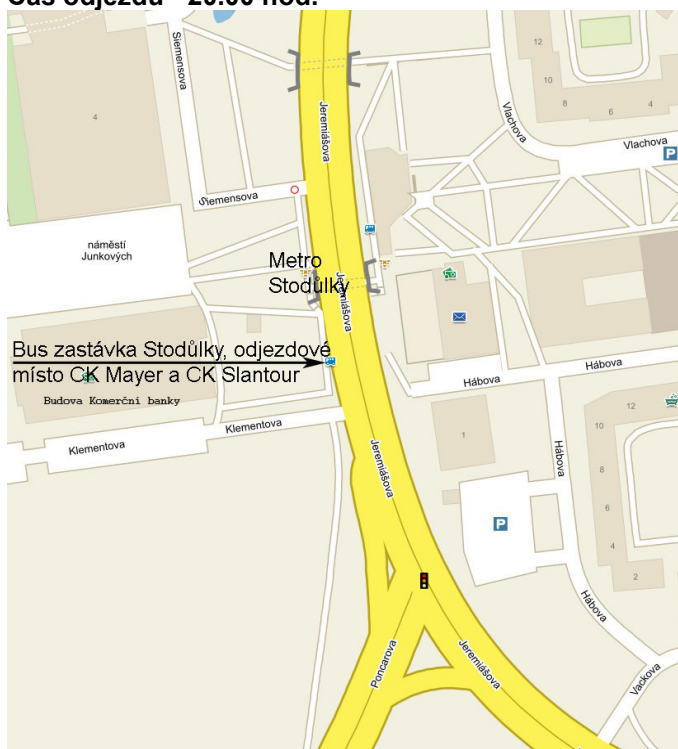 Čas odjezdu - 20.00 hod.
Siemensova
4
Jeremiášova
12
10
8
6
4
Vlachova
Vlachova
P
Siemensova
náměstí
Junkových
Metro
Stodůlky
Jeremiášova
Bus zastávka Stodůlky, odjezdové
místo CK Mayer a CK Slantour
Budova Komerční banky
Hábova
Hábova
Klementova
Klementova
Jeremiášova
1
Hábova
12
10
8
6
4
2
P
Hábova
Poncarova
Jeremiášova
Vackova